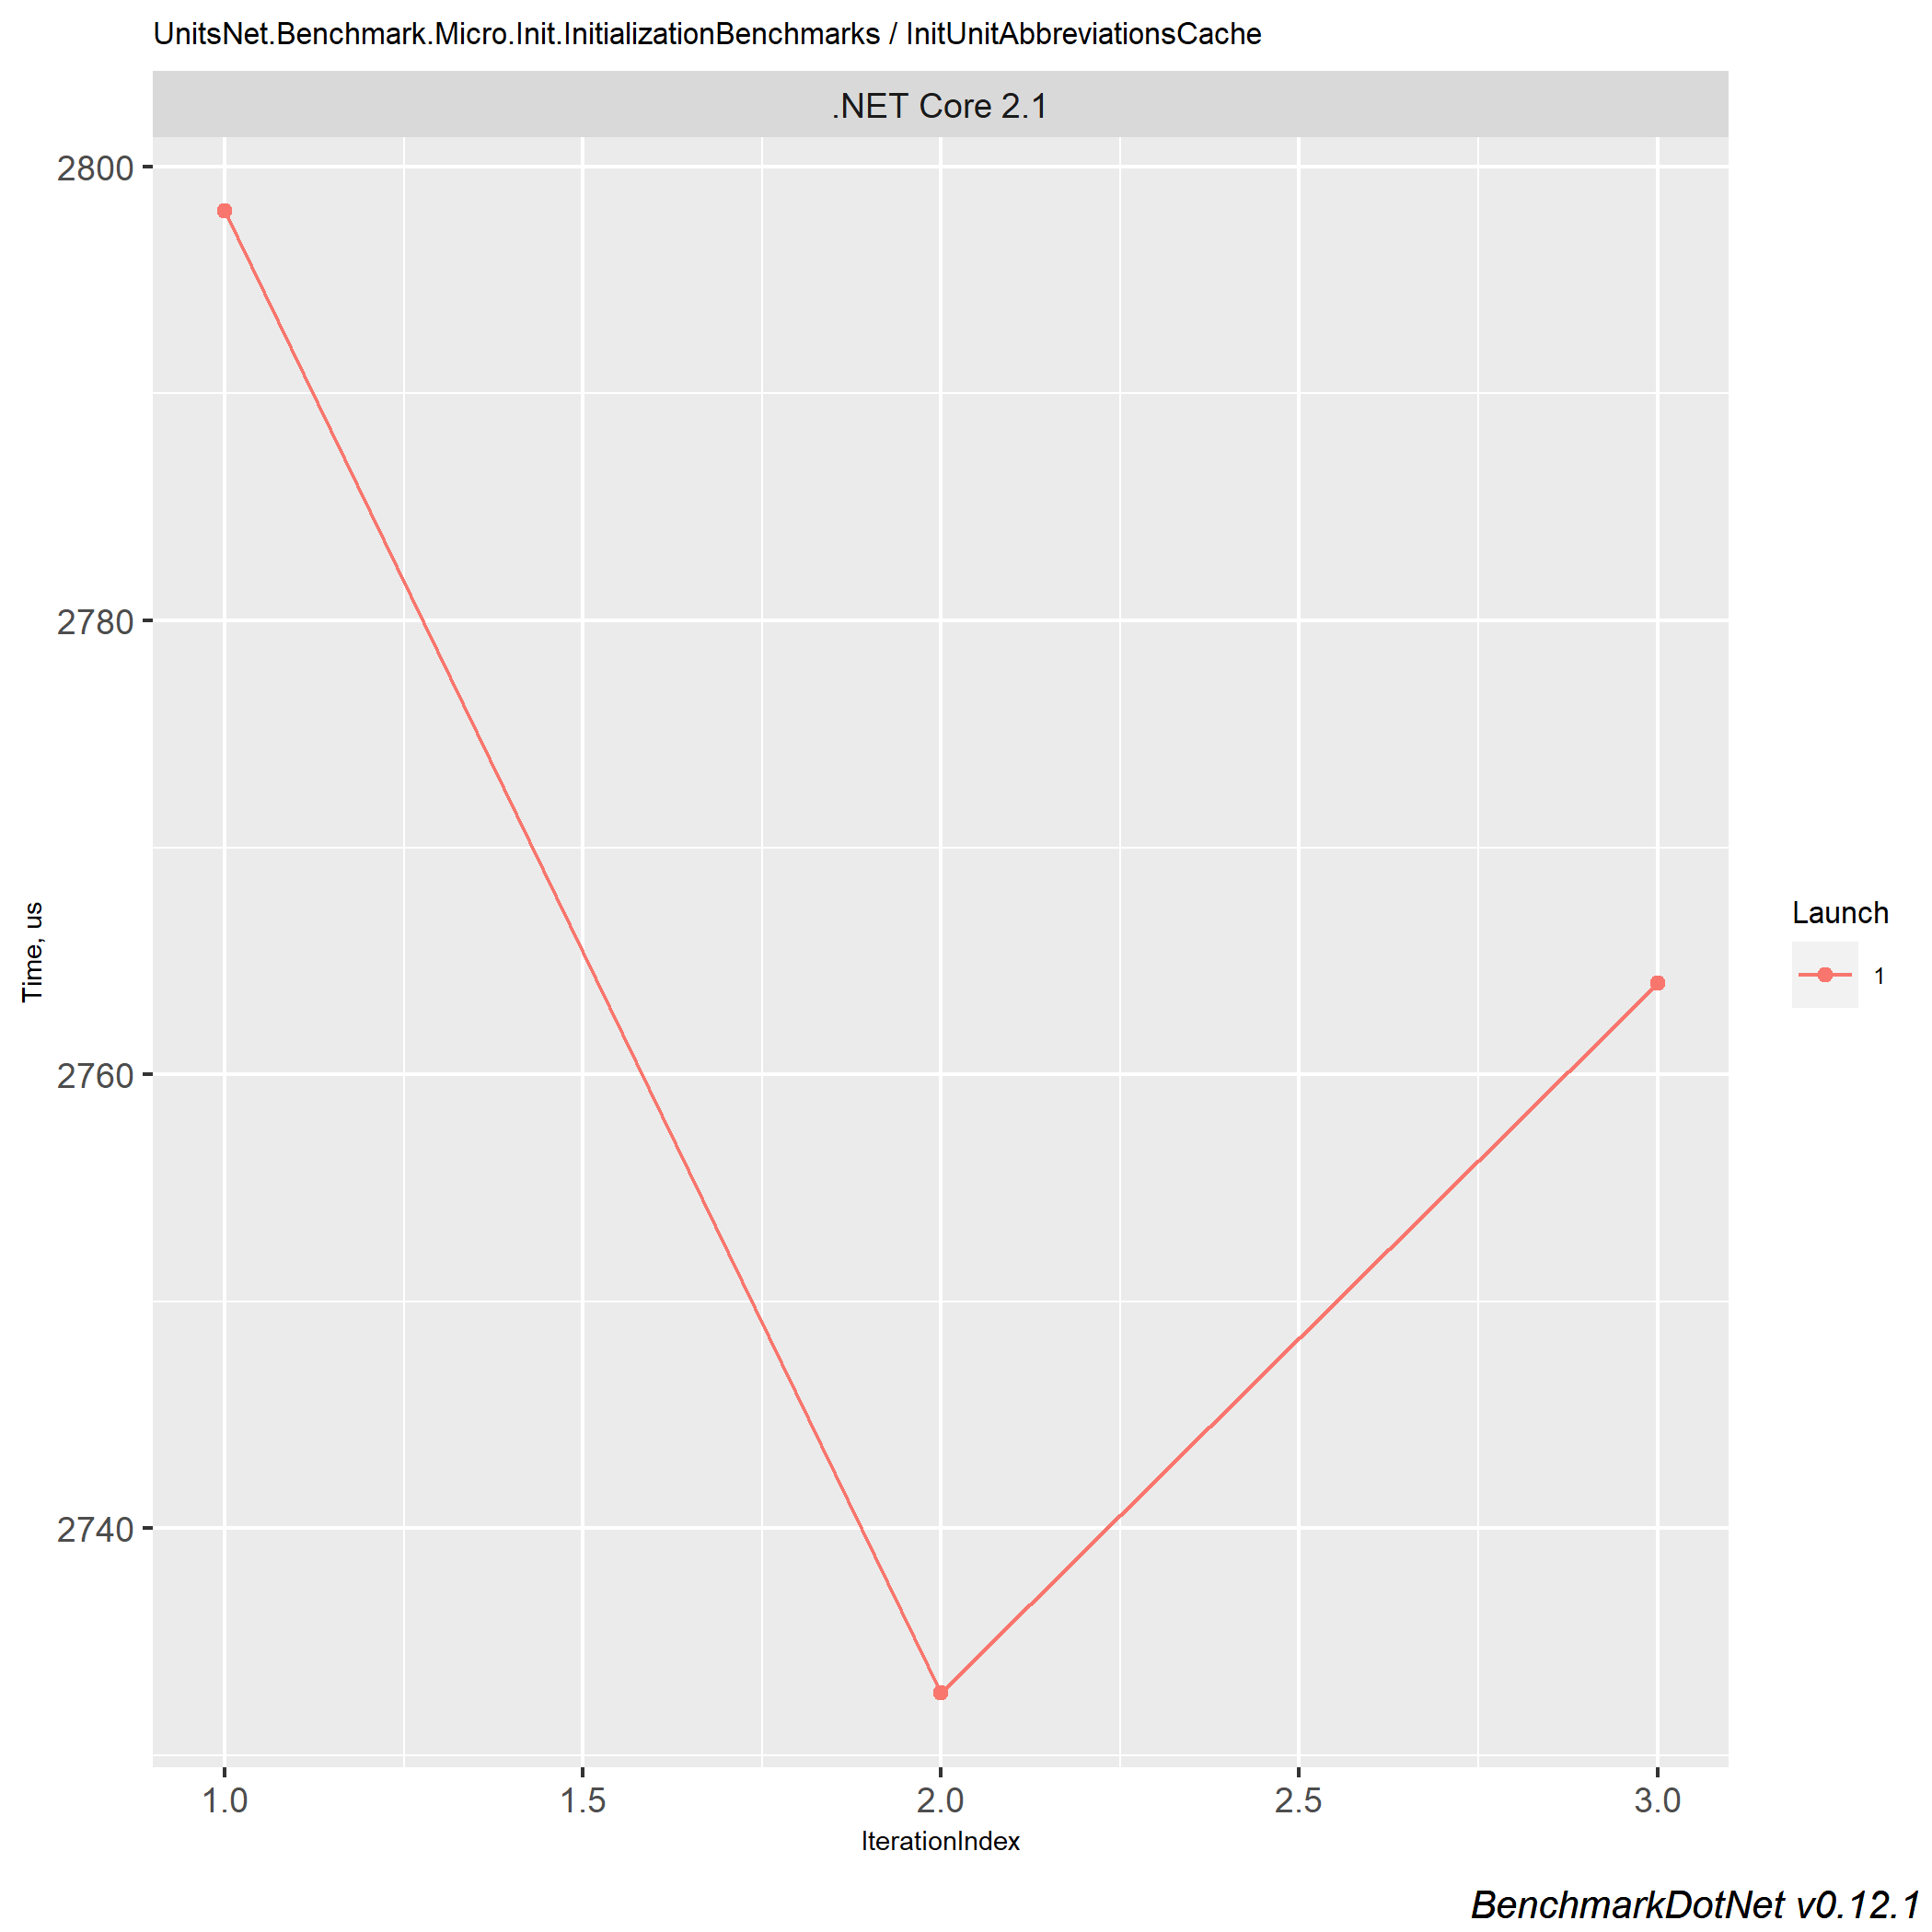 UnitsNet.Benchmark.Micro.Init.InitializationBenchmarks / InitUnitAbbreviationsCache
.NET Core 2.1
2800
2780
2760
2740
Time, us
1.0 1.5 2.0 2.5 3.0
IterationIndex
Launch
1
BenchmarkDotNet v0.12.1